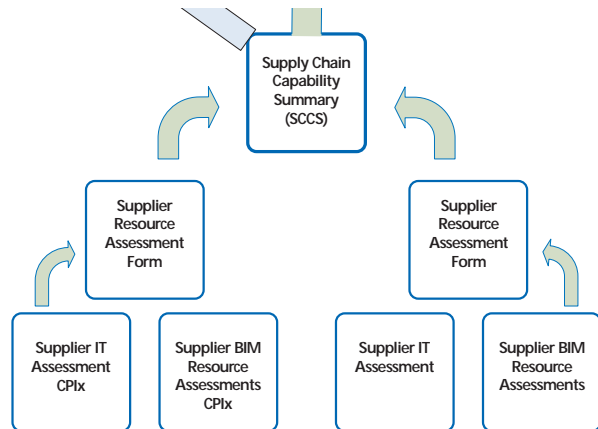 Supply Chain
Capability
Summary
(SCCS)
Supplier
Resource
Assessment
Form
Supplier
Resource
Assessment
Form
Supplier IT
Assessment
CPIx
Supplier BIM
Resource
Assessments
CPIx
Supplier IT
Assessment
Supplier BIM
Resource
Assessments